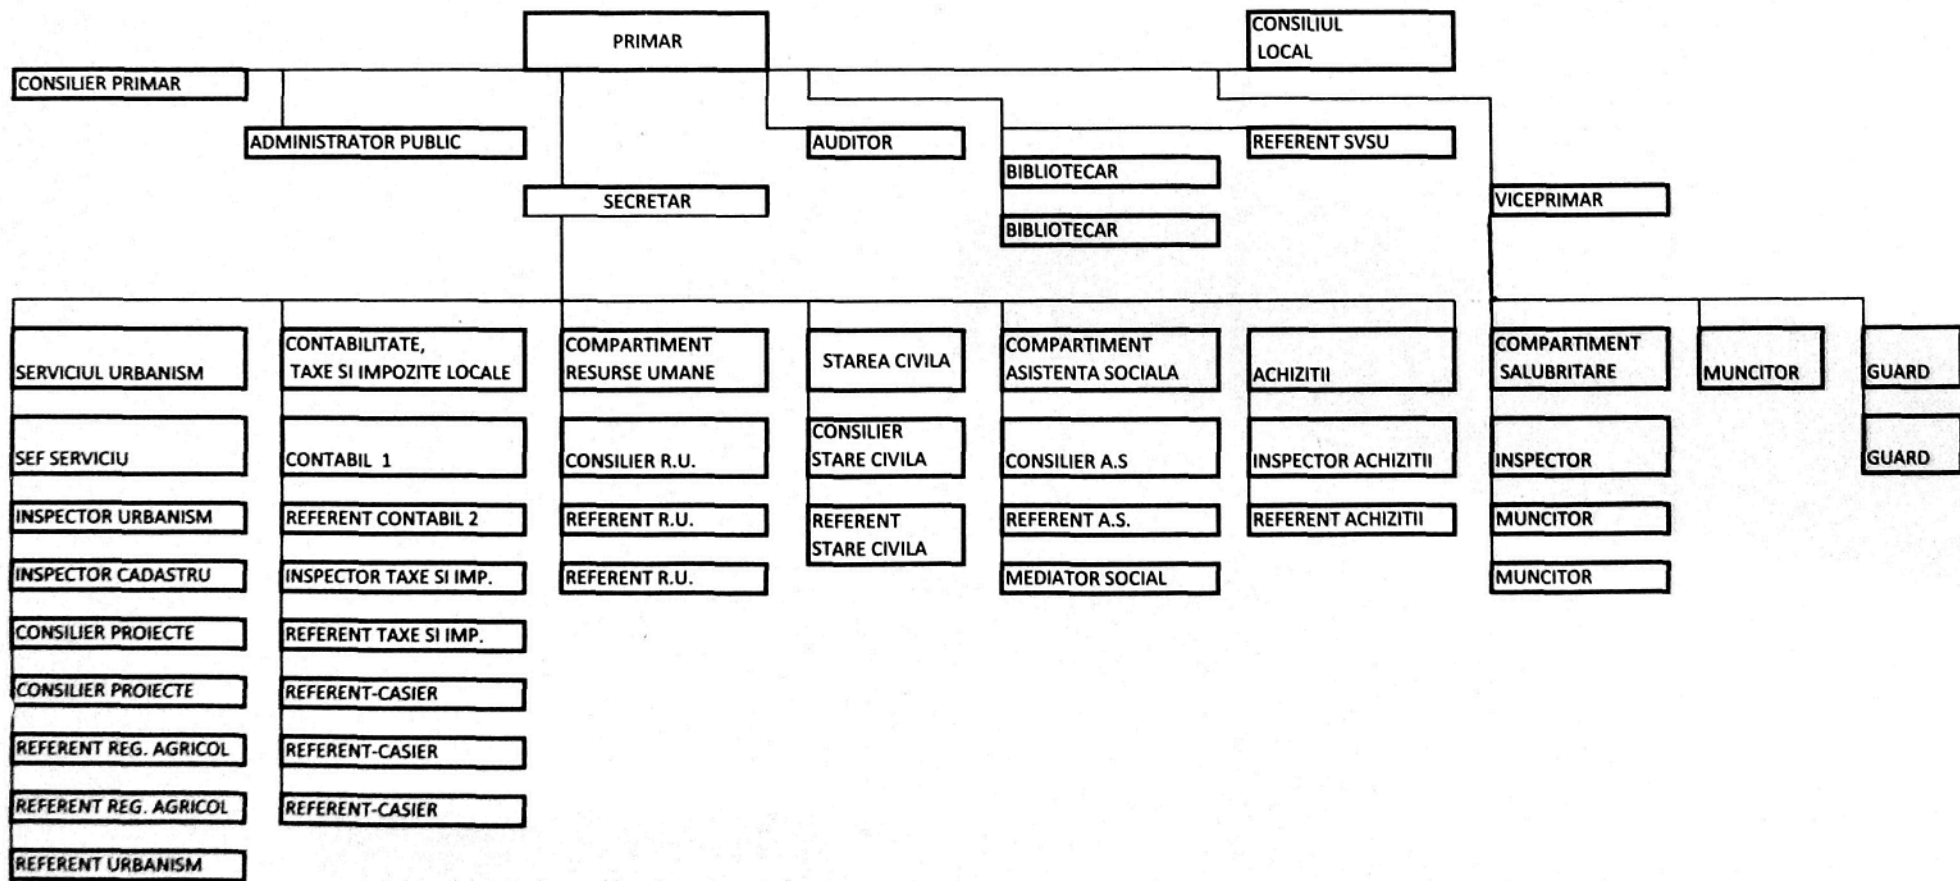 PRIMAR
CONSILIUL
LOCAL
CONSILIER PRIMAR
ADMINISTRATOR PUBLIC
AUDITOR
REFERENT SVSU
BIBLIOTECAR
SECRETAR
VICEPRIMAR
BIBLIOTECAR
SERVICIUL URBANISM
CONTABILITATE,
TAXE SI IMPOZITE LOCALE
COMPARTIMENT
RESURSE UMANE
STAREA CIVILA
COMPARTIMENT
ASISTENTA SOCIALA
ACHIZITII
COMPARTIMENT
SALUBRITARE
MUNCITOR
GUARD
SEF SERVICIU
CONTABIL 1
CONSILIER R.U.
CONSILIER
STARE CIVILA
CONSILIER A.S
INSPECTOR ACHIZITII
INSPECTOR
GUARD
INSPECTOR URBANISM
REFERENT CONTABIL 2
REFERENT R.U.
REFERENT
STARE CIVILA
REFERENT A.S.
REFERENT ACHIZITII
MUNCITOR
INSPECTOR CADASTRU
INSPECTOR TAXE SI IMP.
REFERENT R.U.
MEDIATOR SOCIAL
MUNCITOR
CONSILIER PROIECTE
REFERENT TAXE SI IMP.
CONSILIER PROIECTE
REFERENT-CASIER
REFERENT REG. AGRICOL
REFERENT-CASIER
REFERENT REG. AGRICOL
REFERENT-CASIER
REFERENT URBANISM